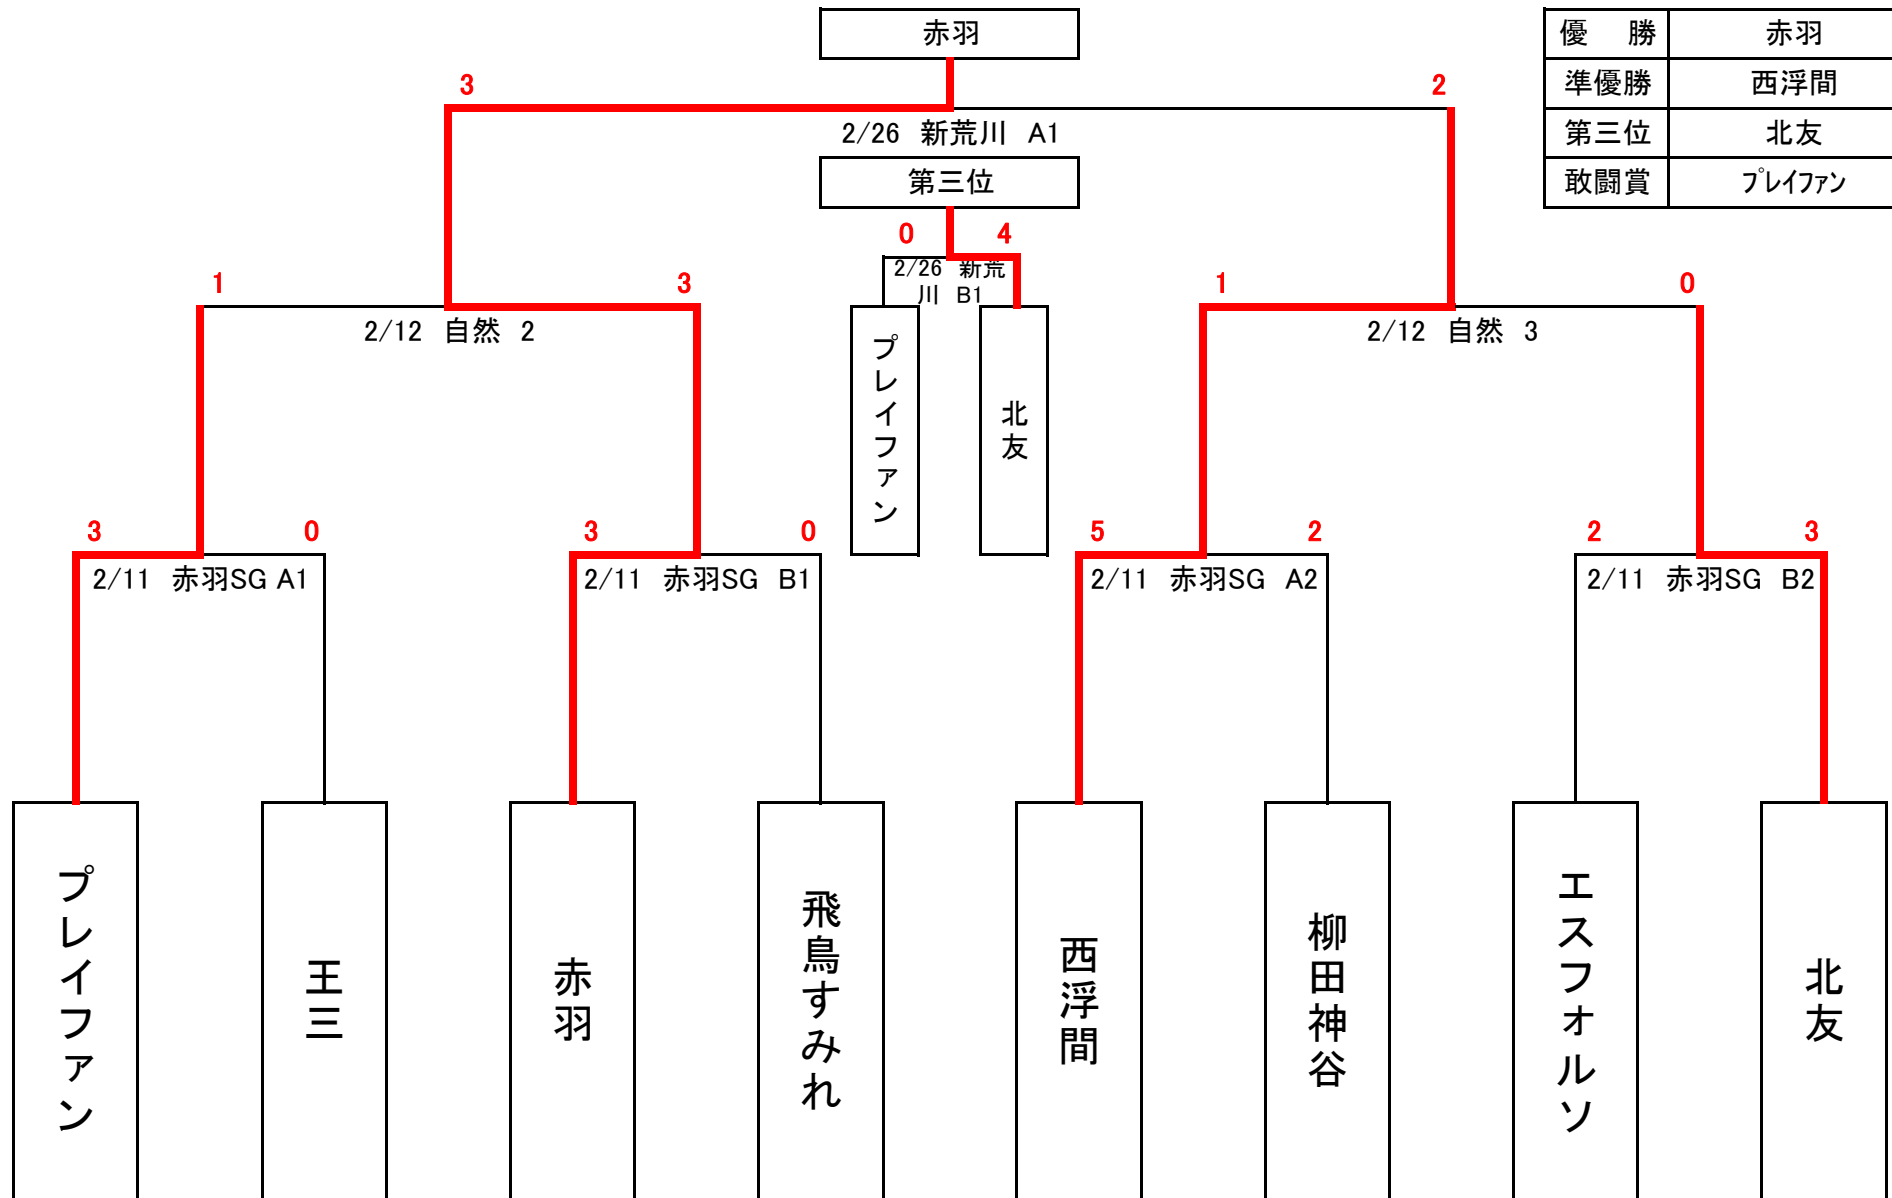 赤羽
優 勝 赤羽
準優勝 西浮間
第三位 北友
敢闘賞 プレイファン
3 2
2/26 新荒川 A1
第三位
0 4
2/26 新荒
川 B1
1 3
1 0
2/12 自然 2
2/12 自然 3
プレイファン
北友
3 0
3 0
5 2
2 3
2/11 赤羽SG A1
2/11 赤羽SG B1
2/11 赤羽SG A2
2/11 赤羽SG B2
プレイファン
王三
赤羽
飛鳥すみれ
西浮間
柳田神谷
エスフォルソ
北友